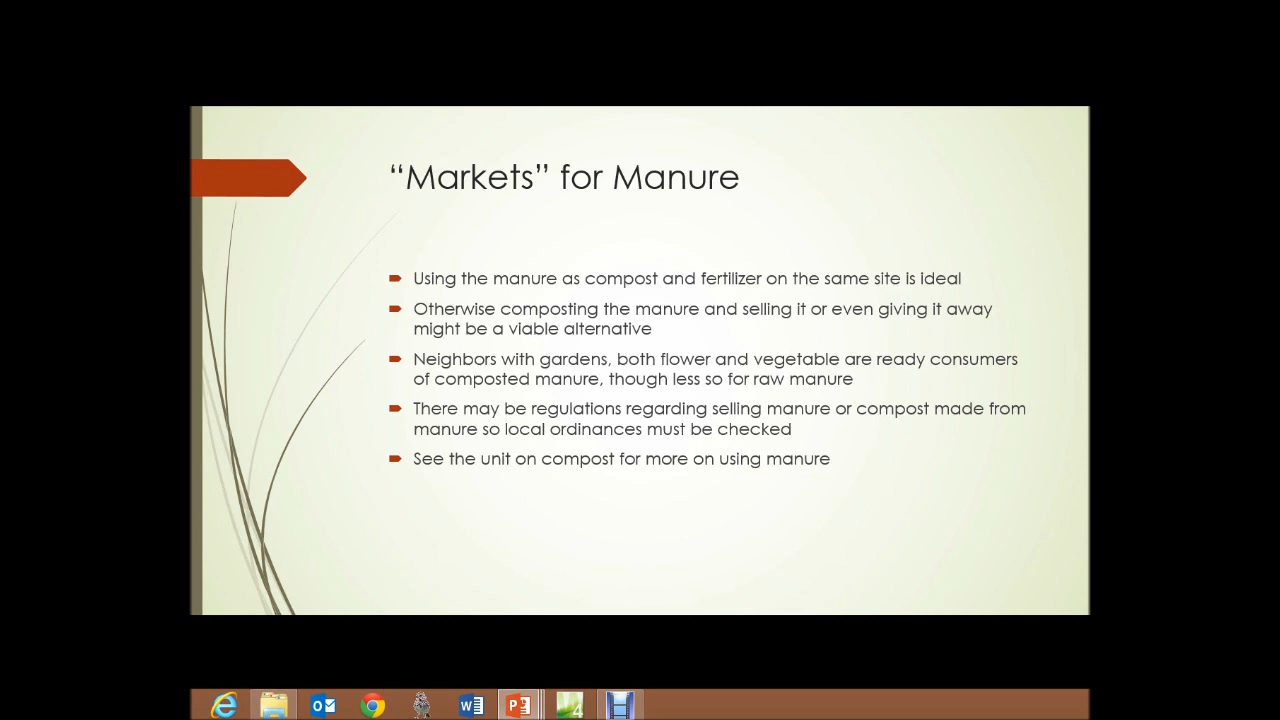 “Markets” for Manure
Using the manure as compost and fertilizer on the same site is ideal
Otherwise composting the manure and selling it or even giving it away
might be a viable alternative
Neighbors with gardens, both flower and vegetable are ready consumers
of composted manure, though less so for raw manure
There may be regulations regarding selling manure or compost made from
manure so local ordinances must be checked
See the unit on compost for more on using manure